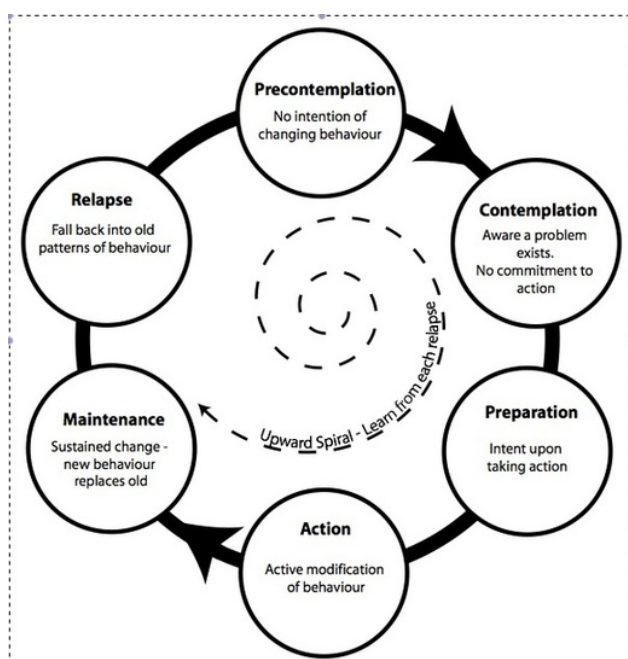 Precontemplation
No intention of
changing behaviour
Contemplation
Aware a problem
exists.
No commitment to
action
Preparation
Intent upon
taking action
Action
Active modification
of behaviour
Maintenance
Sustained change -
new behaviour
replaces old
Relapse
Fall back into old
patterns of behaviour
Upward Spiral - Learn from each relapse